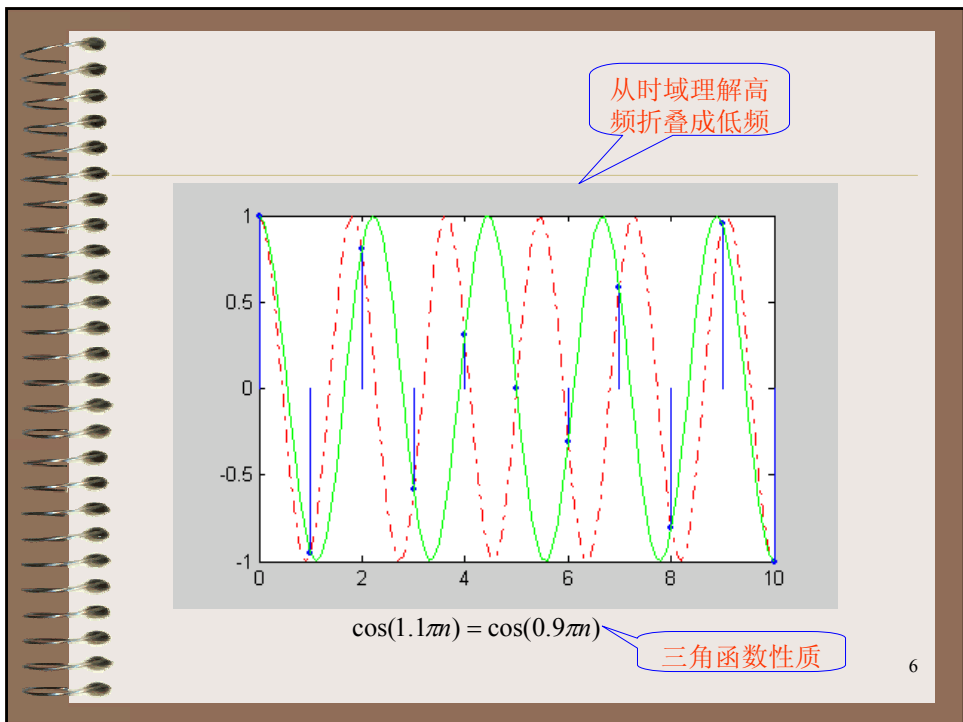 从时域理解高
频折叠成低频
1
0.5
0
-0.5
-1
0 2 4 6 8 10
cos(1.1πn) = cos(0.9πn)
三角函数性质
6